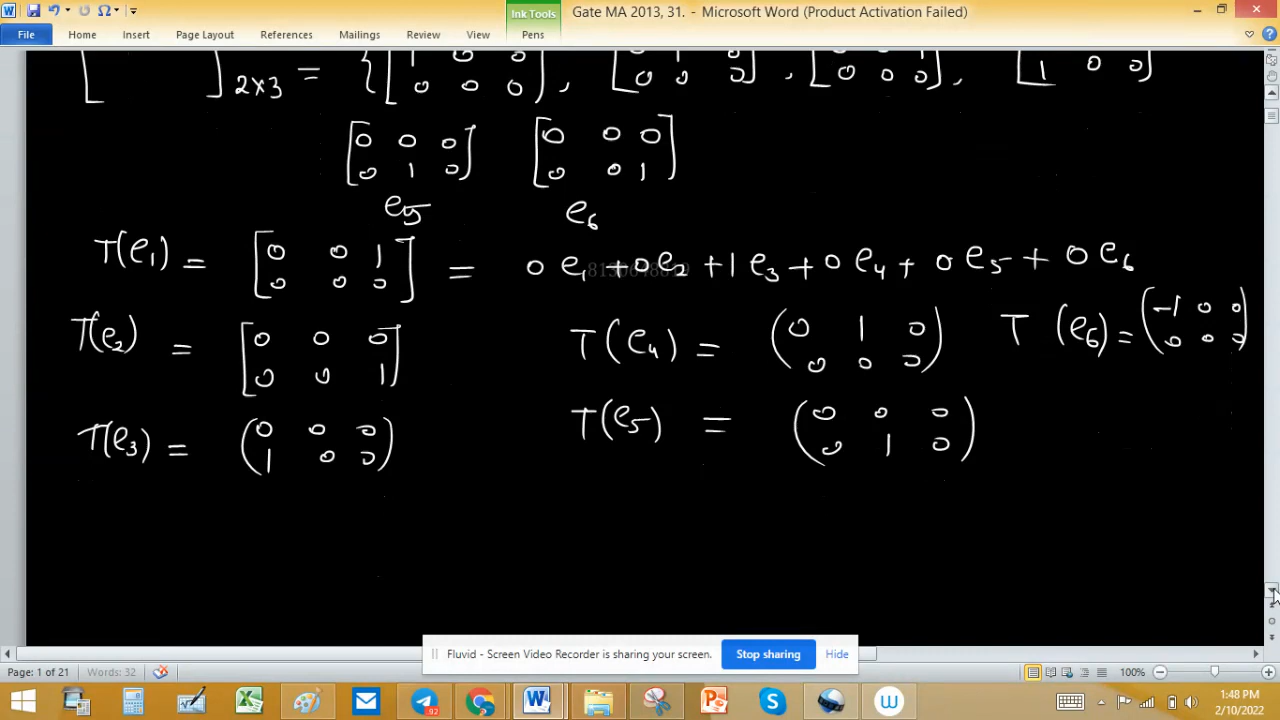 Ink Tools
Gate MA 2013, 31. - Microsoft Word (Product Activation Failed)
File Home Insert Page Layout References Mailings Review View Pens
[ ]2×3 = {[1 0 0
0 0 0], [0 1 0
0 0 0], [0 0 1
0 0 0], [
1 0 0]
[0 0 0
0 1 0] [0 0 0
0 0 1]
e5 e6
T(e1) = [0 0 1
0 0 0] = 0 e1 + 0 e2 + 1 e3 + 0 e4 + 0 e5 + 0 e6
8130648819
T(e2) = [0 0 0
0 0 1] T(e4) = (0 1 0
0 0 0) T(e6) = (-1 0 0
0 0 0)
T(e3) = (0 0 0
1 0 0) T(e5) = (0 0 0
0 1 0)
Fluvid - Screen Video Recorder is sharing your screen. Stop sharing Hide
Page: 1 of 21 Words: 32 100%
92
1:48 PM
2/10/2022